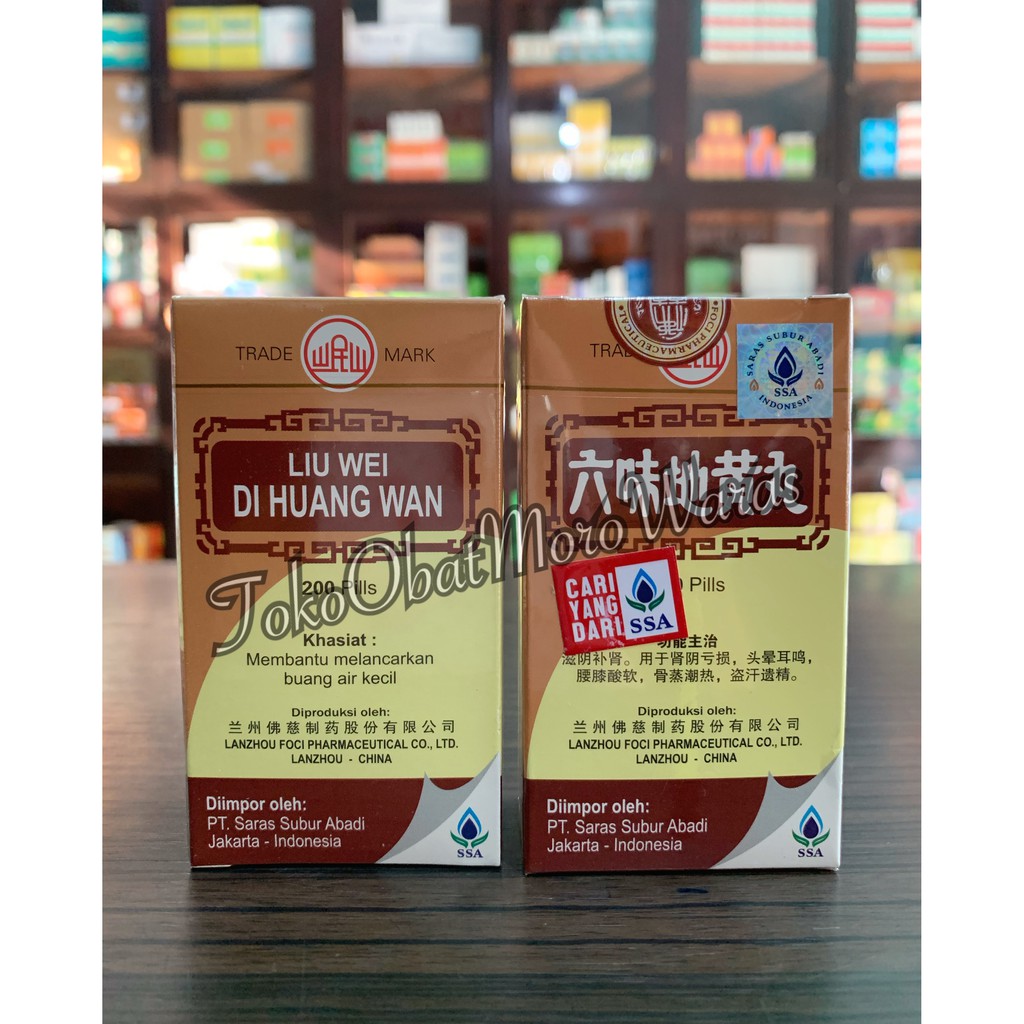 TRADE MARK
LIU WEI
DI HUANG WAN
200 Pills
Khasiat :
Membantu melancarkan
buang air kecil
Diproduksi oleh:
兰州佛慈制药股份有限公司
LANZHOU FOCI PHARMACEUTICAL CO., LTD.
LANZHOU - CHINA
Diimpor oleh:
PT. Saras Subur Abadi
Jakarta - Indonesia
SSA
FOCI PHARMACEUTICAL
SARAS SUBUR ABADI
SSA
INDONESIA
六味地黄丸
Pills
CARI
YANG
DARI
SSA
功能主治
滋阴补肾。用于肾阴亏损，头晕耳鸣，
腰膝酸软，骨蒸潮热，盗汗遗精。
Diproduksi oleh:
兰州佛慈制药股份有限公司
LANZHOU FOCI PHARMACEUTICAL CO., LTD.
LANZHOU - CHINA
Diimpor oleh:
PT. Saras Subur Abadi
Jakarta - Indonesia
SSA
TokoObatMoroWaras